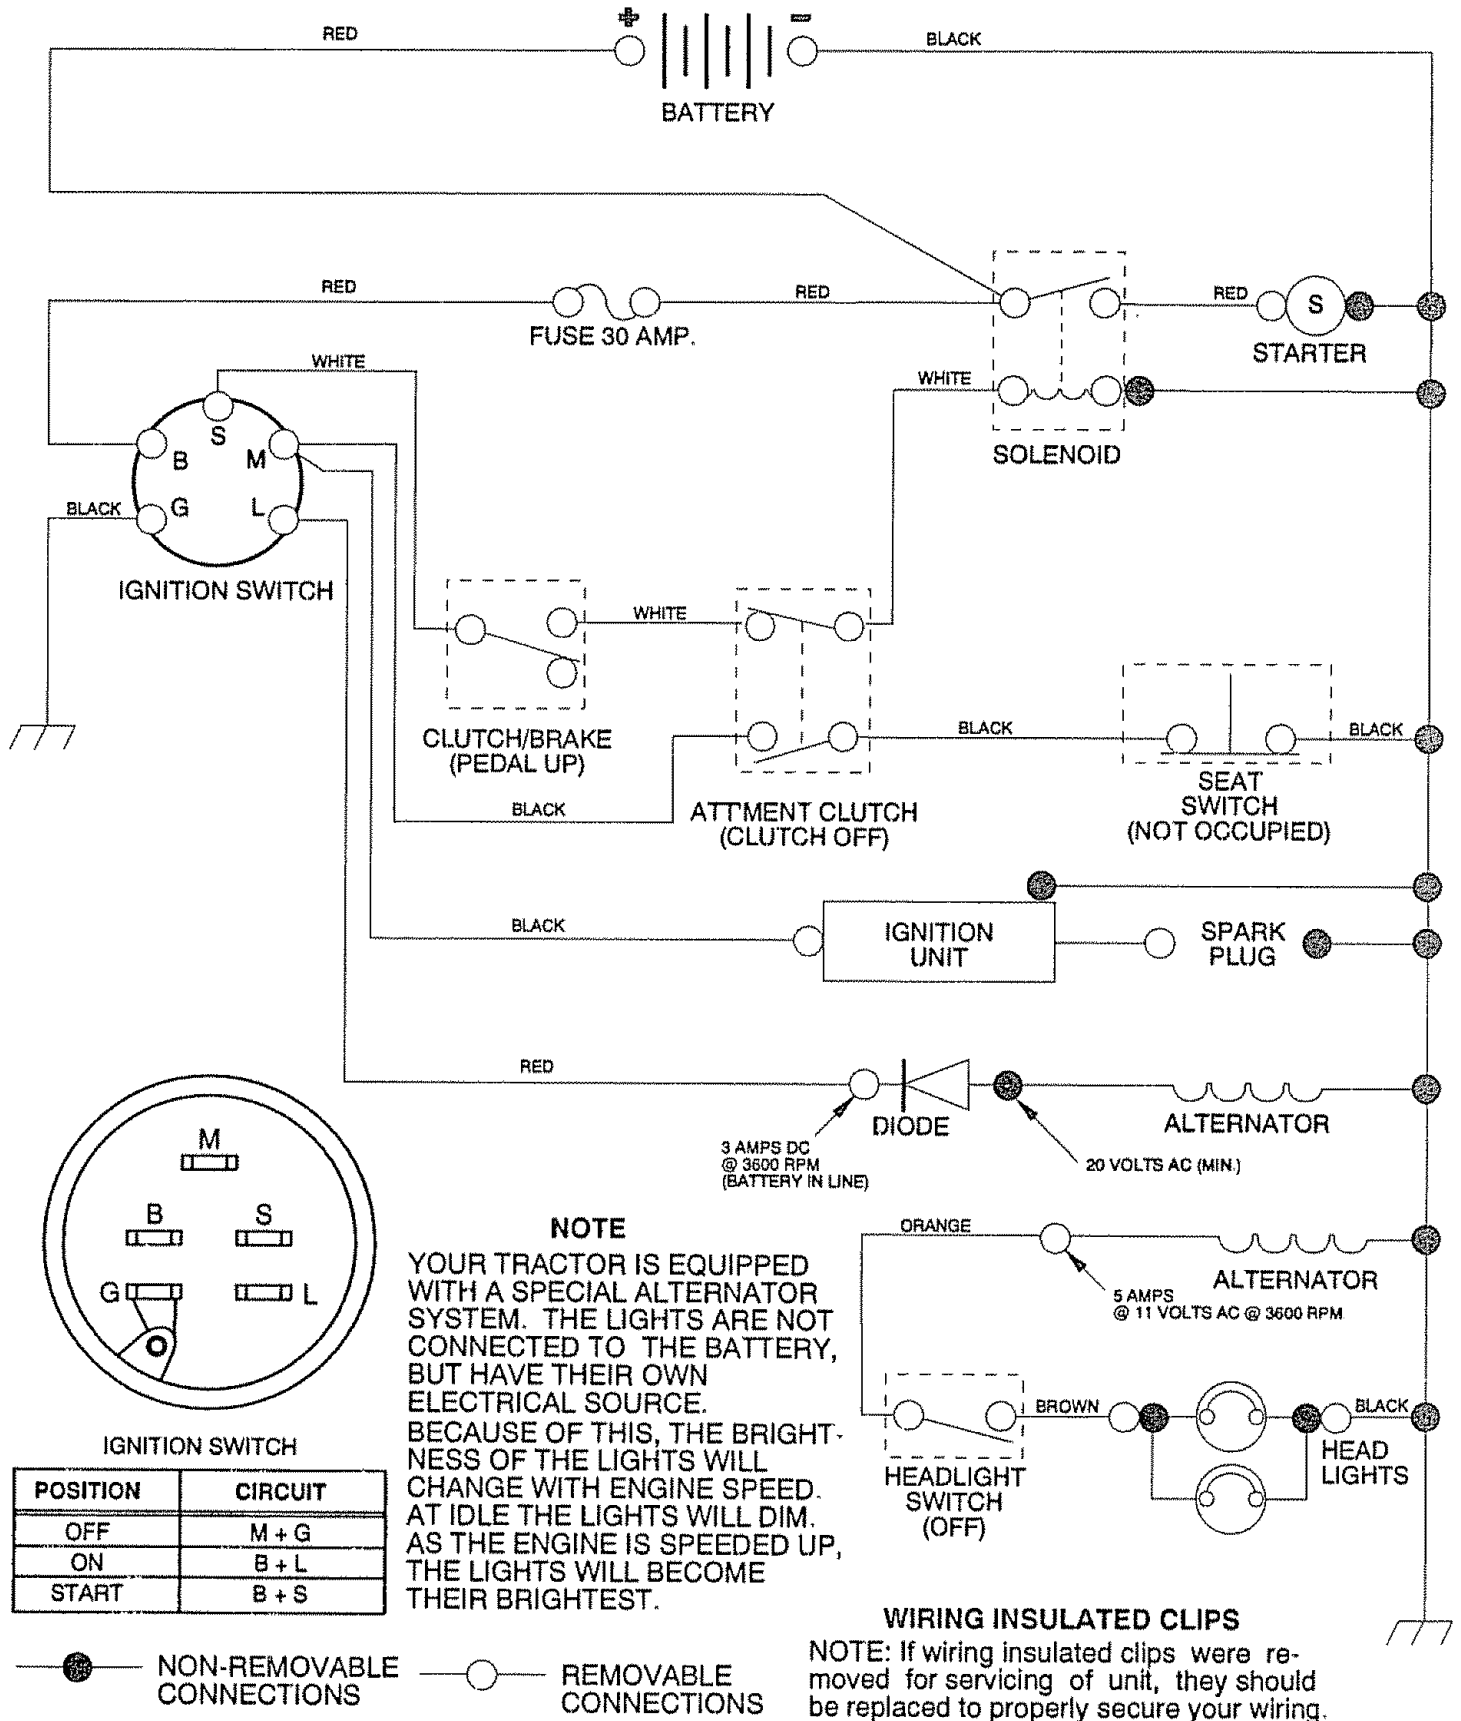 + -
RED
BLACK
BATTERY
RED
RED
RED
S
FUSE 30 AMP.
STARTER
WHITE
WHITE
S
B
M
SOLENOID
BLACK
G
L
IGNITION SWITCH
WHITE
CLUTCH/BRAKE
(PEDAL UP)
BLACK
BLACK
BLACK
ATT'MENT CLUTCH
(CLUTCH OFF)
SEAT
SWITCH
(NOT OCCUPIED)
BLACK
IGNITION
UNIT
SPARK
PLUG
RED
DIODE
ALTERNATOR
3 AMPS DC
@ 3600 RPM
(BATTERY IN LINE)
20 VOLTS AC (MIN.)
M
B
S
G
L
IGNITION SWITCH
POSITION CIRCUIT
OFF M + G
ON B + L
START B + S
NOTE
YOUR TRACTOR IS EQUIPPED
WITH A SPECIAL ALTERNATOR
SYSTEM. THE LIGHTS ARE NOT
CONNECTED TO THE BATTERY,
BUT HAVE THEIR OWN
ELECTRICAL SOURCE.
BECAUSE OF THIS, THE BRIGHT-
NESS OF THE LIGHTS WILL
CHANGE WITH ENGINE SPEED.
AT IDLE THE LIGHTS WILL DIM.
AS THE ENGINE IS SPEEDED UP,
THE LIGHTS WILL BECOME
THEIR BRIGHTEST.
ORANGE
ALTERNATOR
5 AMPS
@ 11 VOLTS AC @ 3600 RPM
BROWN
BLACK
HEAD
LIGHTS
HEADLIGHT
SWITCH
(OFF)
NON-REMOVABLE
CONNECTIONS
REMOVABLE
CONNECTIONS
WIRING INSULATED CLIPS
NOTE: If wiring insulated clips were re-
moved for servicing of unit, they should
be replaced to properly secure your wiring.